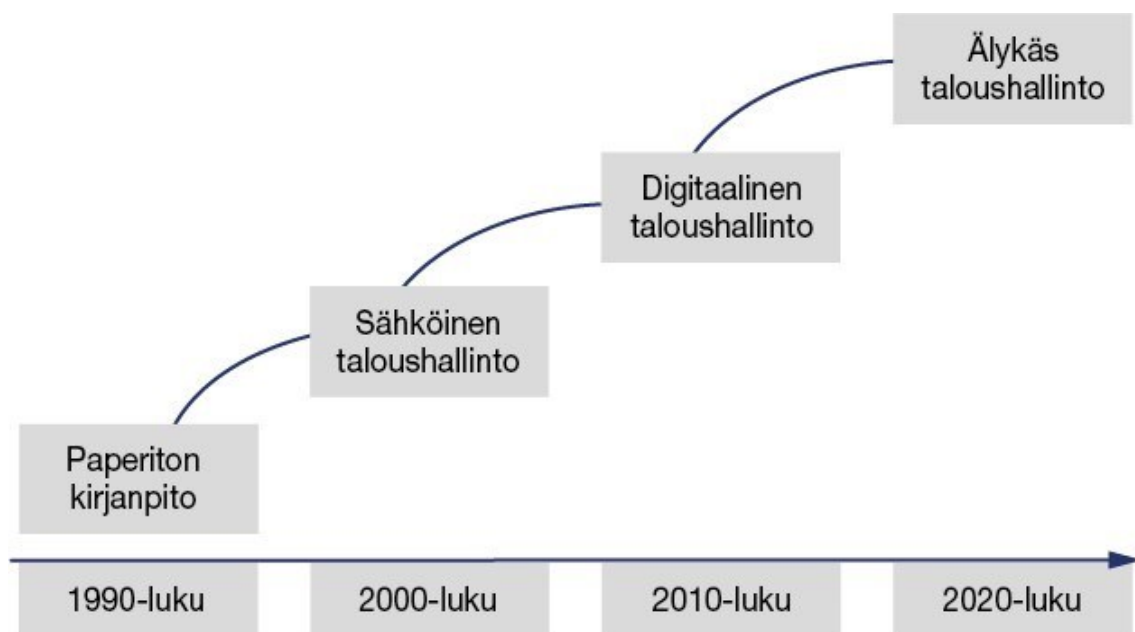 Älykäs
taloushallinto
Digitaalinen
taloushallinto
Sähköinen
taloushallinto
Paperiton
kirjanpito
1990-luku
2000-luku
2010-luku
2020-luku